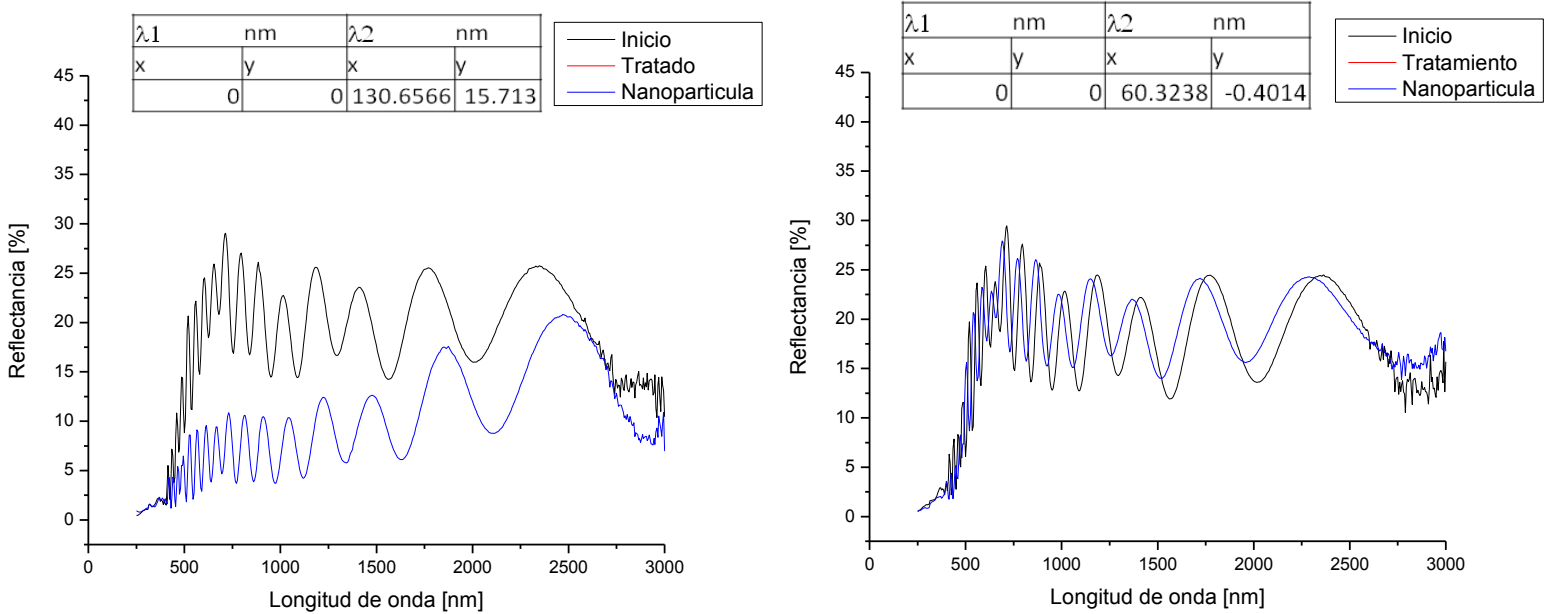 λ1 nm λ2 nm
x y x y
0 0 130.6566 15.713
Inicio
Tratado
Nanoparticula
45
40
35
30
25
20
15
10
5
0
Reflectancia [%]
0 500 1000 1500 2000 2500 3000
Longitud de onda [nm]
λ1 nm λ2 nm
x y x y
0 0 60.3238 -0.4014
Inicio
Tratamiento
Nanoparticula
45
40
35
30
25
20
15
10
5
0
Reflectancia [%]
0 500 1000 1500 2000 2500 3000
Longitud de onda [nm]